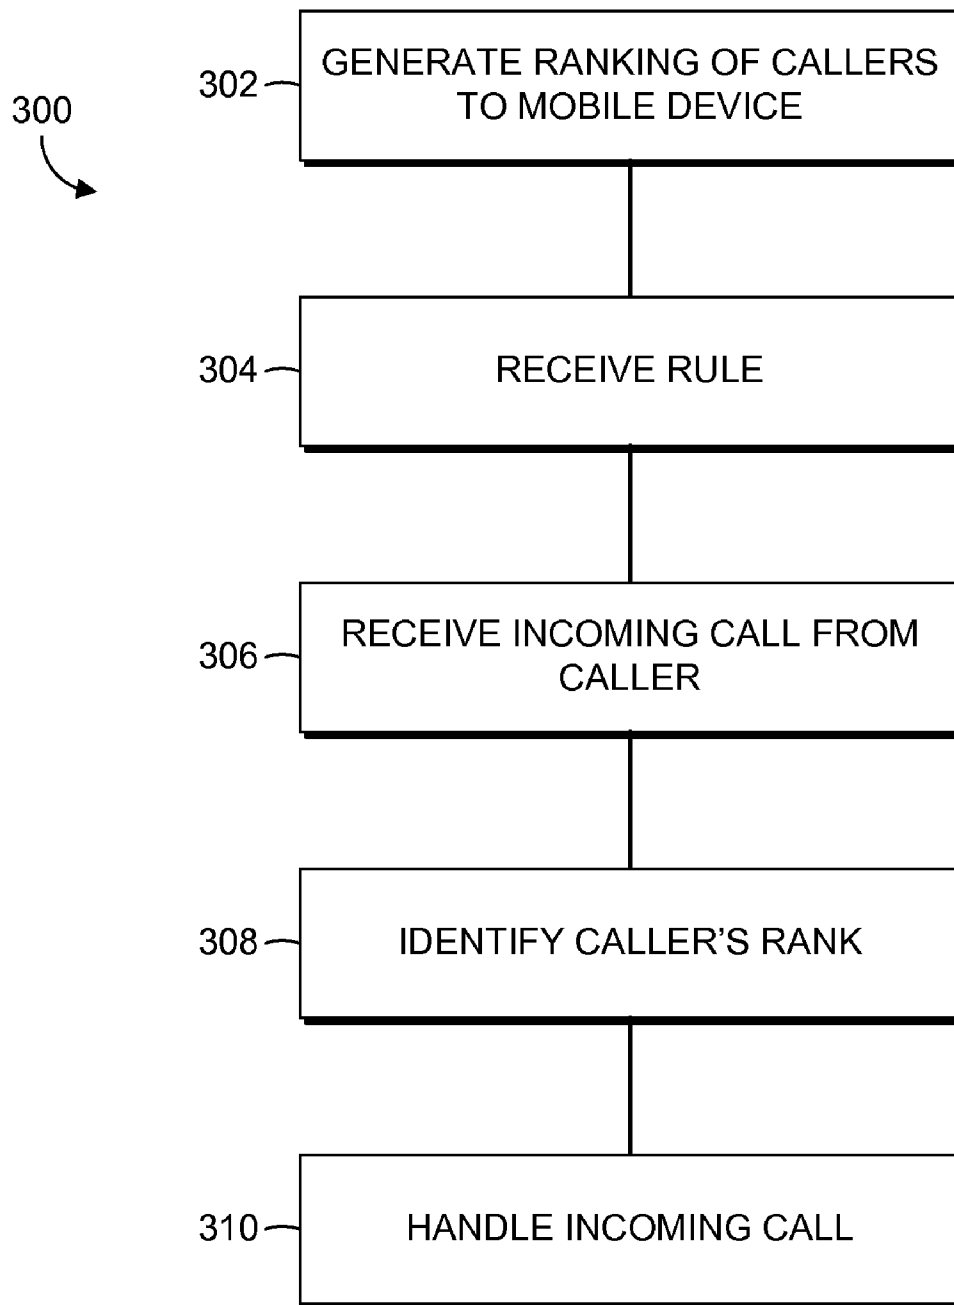 300
302
GENERATE RANKING OF CALLERS
TO MOBILE DEVICE
304
RECEIVE RULE
306
RECEIVE INCOMING CALL FROM
CALLER
308
IDENTIFY CALLER'S RANK
310
HANDLE INCOMING CALL